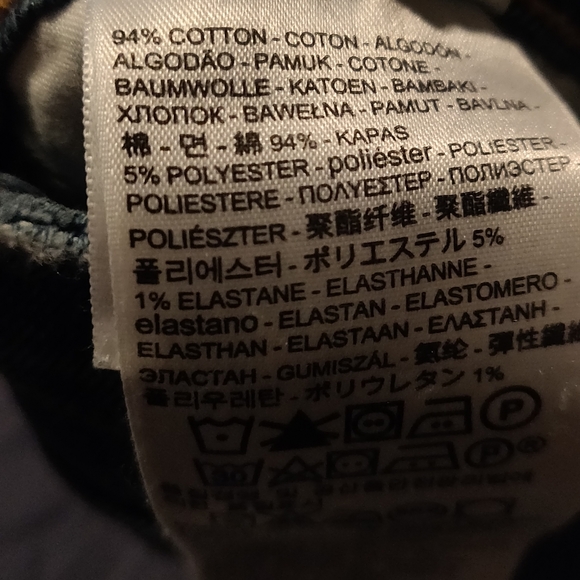 94% COTTON - COTON - ALGODÓN -
ALGODÃO - PAMUK - COTONE -
BAUMWOLLE - KATOEN - BAMBAKI -
ХЛОПОК - BAWEŁNA - PAMUT - BAVLNA -
棉 - 면 - 綿 94% - KAPAS
5% POLYESTER - poliéster - POLIESTER -
POLIESTERE - ΠΟΛΥΕΣΤΕΡ - ПОЛИЭСТЕР
POLIÉSZTER - 聚酯纤维 - 聚酯纖維 -
폴리에스터 - ポリエステル 5%
1% ELASTANE - ELASTHANNE -
elastano - ELASTAN - ELASTOMERO -
ELASTHAN - ELASTAAN - ΕΛΑΣΤΑΝΗ -
ЭЛАСТАН - GUMISZÁL - 氨纶 - 彈性纖維
폴리우레탄 - ポリウレタン 1%
P
30 P